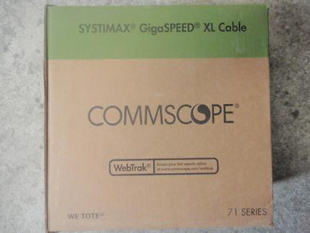 SYSTIMAX® GigaSPEED® XL Cable
COMMSCOPE®
WebTrak®
WE TOTE®
71 SERIES